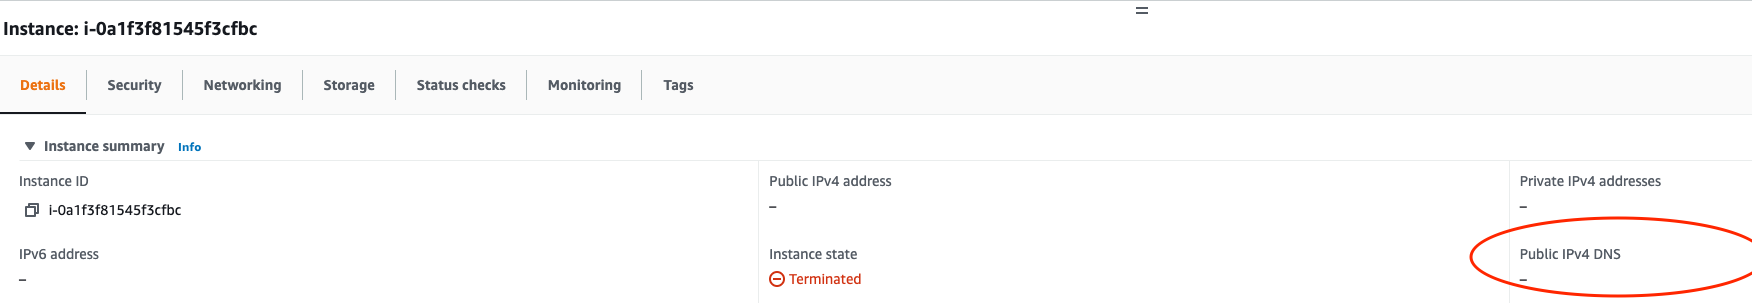 Instance: i-0a1f3f81545f3cfbc
Details Security Networking Storage Status checks Monitoring Tags
Instance summary Info
Instance ID Public IPv4 address Private IPv4 addresses
i-0a1f3f81545f3cfbc – –
IPv6 address Instance state Public IPv4 DNS
– Terminated –